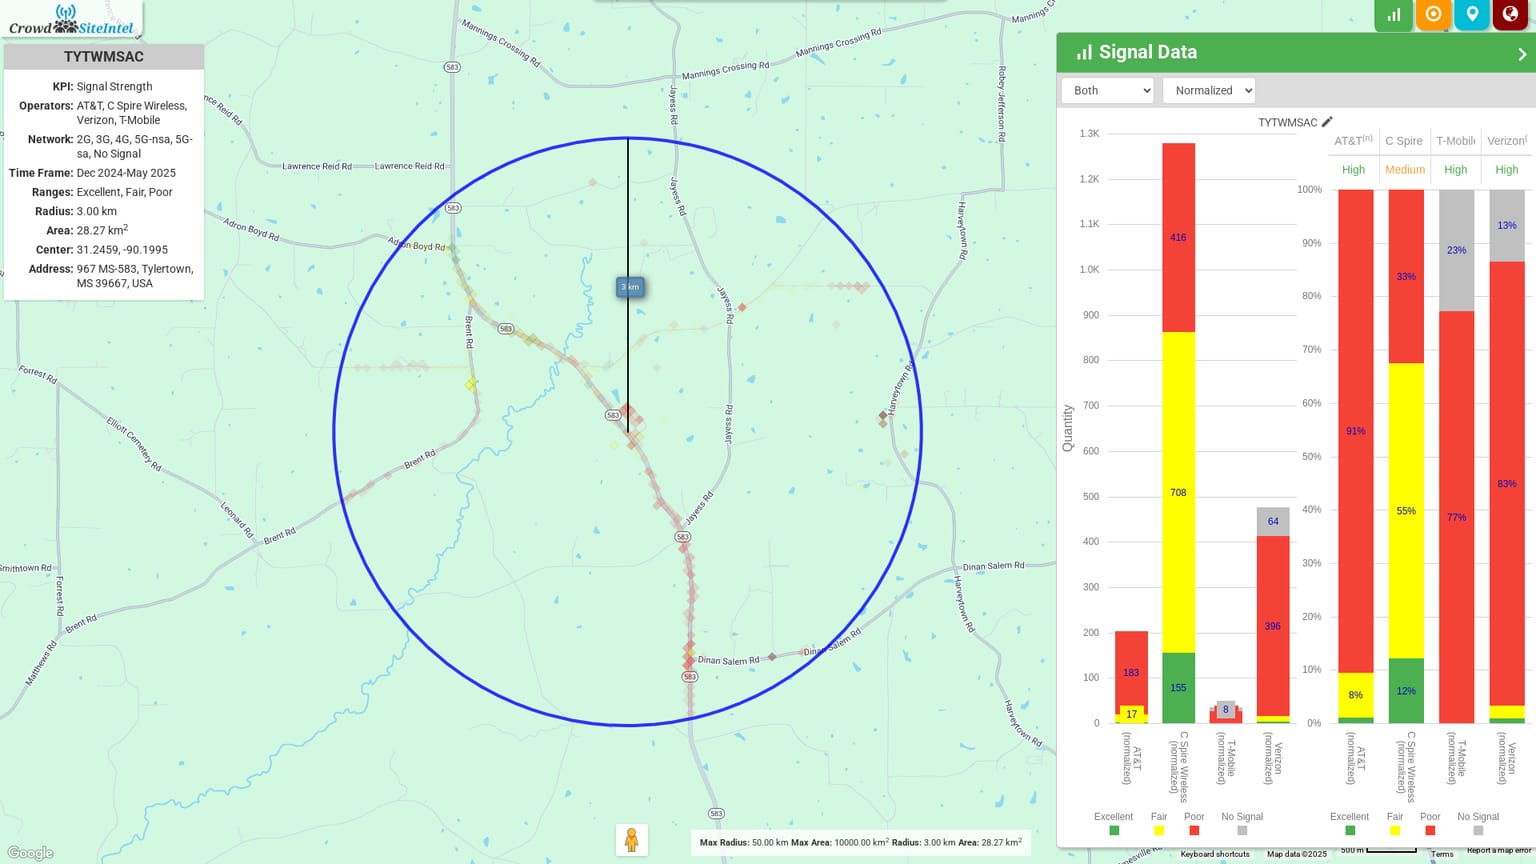 CrowdSiteIntel
TYTWMSAC
KPI: Signal Strength
Operators: AT&T, C Spire Wireless,
Verizon, T-Mobile
Network: 2G, 3G, 4G, 5G-nsa, 5G-
sa, No Signal
Time Frame: Dec 2024-May 2025
Ranges: Excellent, Fair, Poor
Radius: 3.00 km
Area: 28.27 km²
Center: 31.2459, -90.1995
Address: 967 MS-583, Tylertown,
MS 39667, USA
Mannings Crossing Rd
Mannings Crossing Rd
Mannings Crossing Rd
Mannings C
583
Jayess Rd
Robey-Jefferson Rd
nce Reid Rd
Lawrence Reid Rd
Lawrence Reid Rd
Jayess Rd
583
Harveytown Rd
Adron Boyd Rd
Adron Boyd Rd
3 km
Jayess Rd
Brent Rd
583
Forrest Rd
Harveytown Rd
583
Jayess Rd
Elliott Cemetery Rd
Brent Rd
Leonard Rd
Jayess Rd
Brent Rd
583
Smithtown Rd
Dinan Salem Rd
Forrest Rd
Harveytown Rd
Brent Rd
Dinan Salem Rd
Dinan Salem Rd
Matthews Rd
583
Harveytown Rd
583
Google
Max Radius: 50.00 km Max Area: 10000.00 km² Radius: 3.00 km Area: 28.27 km²
Signal Data
Both
Normalized
TYTWMSAC
Quantity
1.3K
1.2K
1.1K
1.0K
900
800
700
600
500
400
300
200
100
0
183
17
416
708
155
8
64
396
AT&T
(normalized)
C Spire Wireless
(normalized)
T-Mobile
(normalized)
Verizon
(normalized)
Excellent
Fair
Poor
No Signal
AT&T(n)
C Spire
T-Mobile
Verizon(
High
Medium
High
High
100%
90%
80%
70%
60%
50%
40%
30%
20%
10%
0%
91%
8%
33%
55%
12%
23%
77%
13%
83%
AT&T
(normalized)
C Spire Wireless
(normalized)
T-Mobile
(normalized)
Verizon
(normalized)
Excellent
Fair
Poor
No Signal
mesville Rd
500 m
Keyboard shortcuts
Map data ©2025
Terms
Report a map error